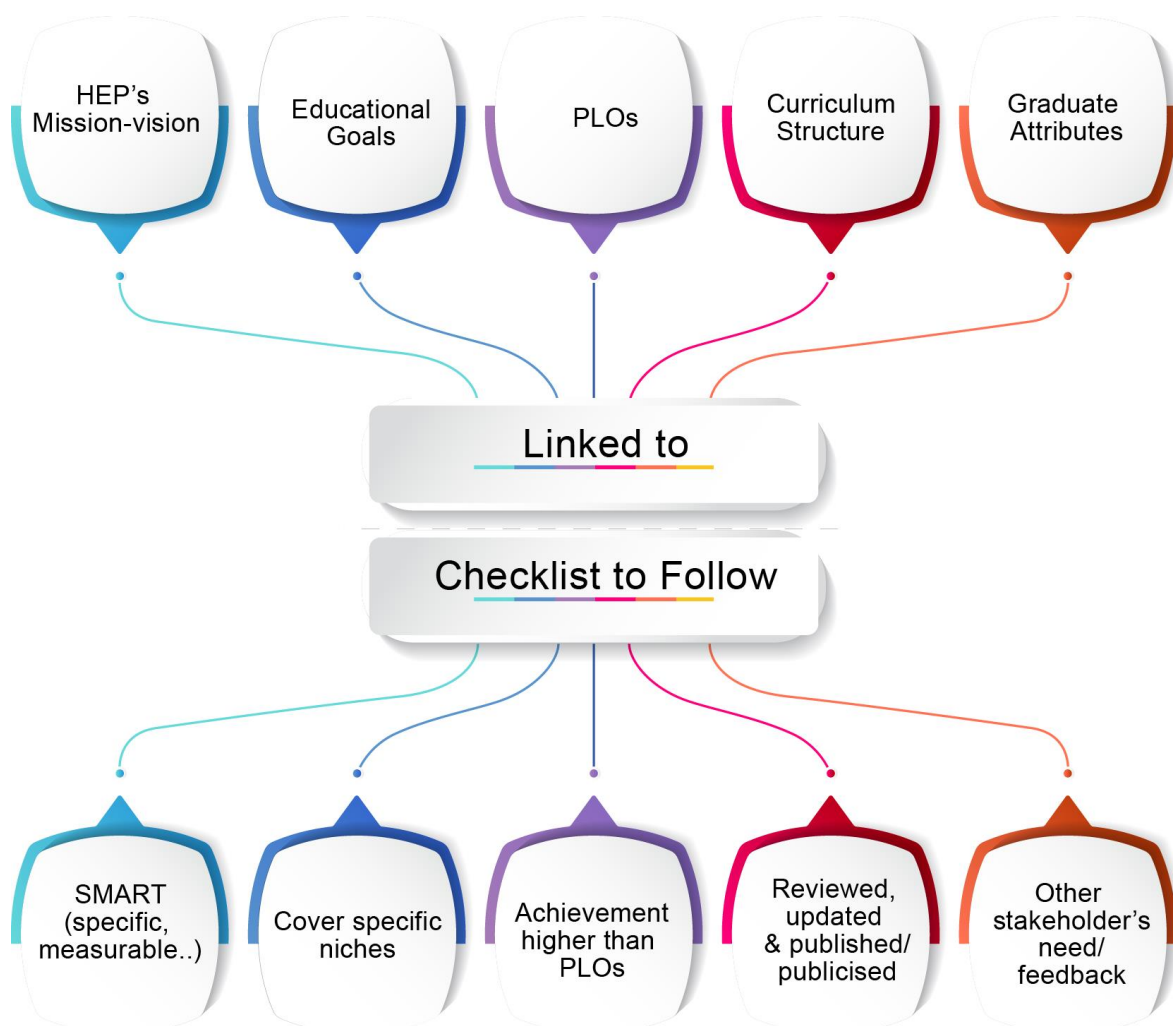 HEP's
Mission-vision
Educational
Goals
PLOs
Curriculum
Structure
Graduate
Attributes
Linked to
Checklist to Follow
SMART
(specific,
measurable..)
Cover specific
niches
Achievement
higher than
PLOs
Reviewed,
updated
& published/
publicised
Other
stakeholder's
need/
feedback